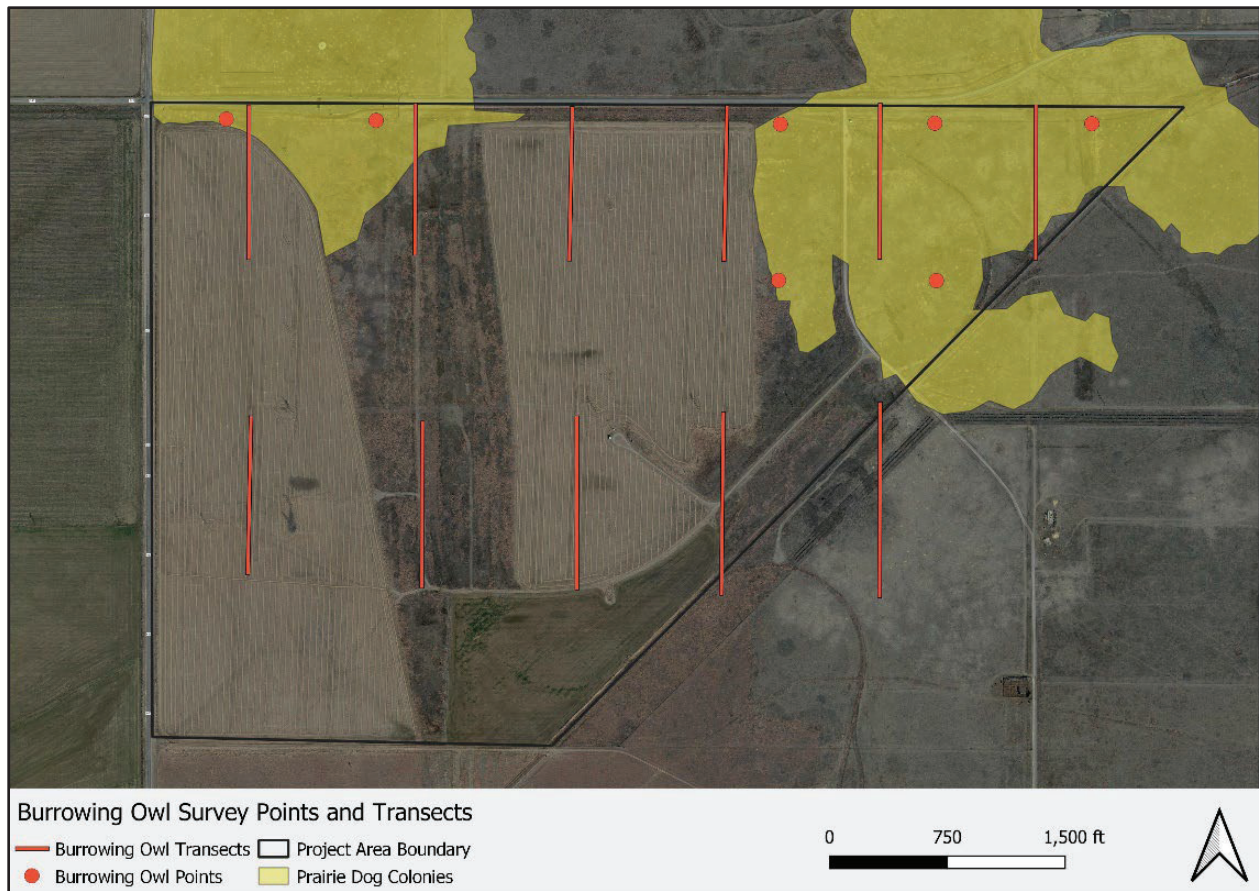 Burrowing Owl Survey Points and Transects
Burrowing Owl Transects Project Area Boundary
Burrowing Owl Points Prairie Dog Colonies
0 750 1,500 ft